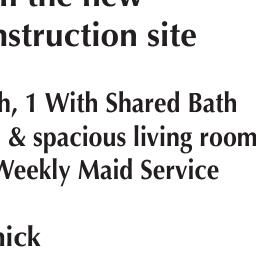 the new
nstruction site
h, 1 With Shared Bath
& spacious living room
Weekly Maid Service
nick